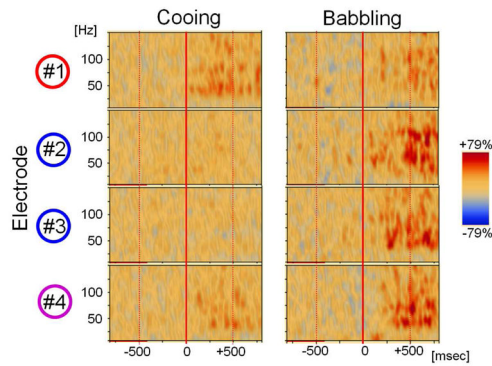 Cooing Babbling
[Hz]
#1 100 50
#2 100 50
#3 100 50
#4 100 50
Electrode
+79%
-79%
-500 0 +500 -500 0 +500 [msec]